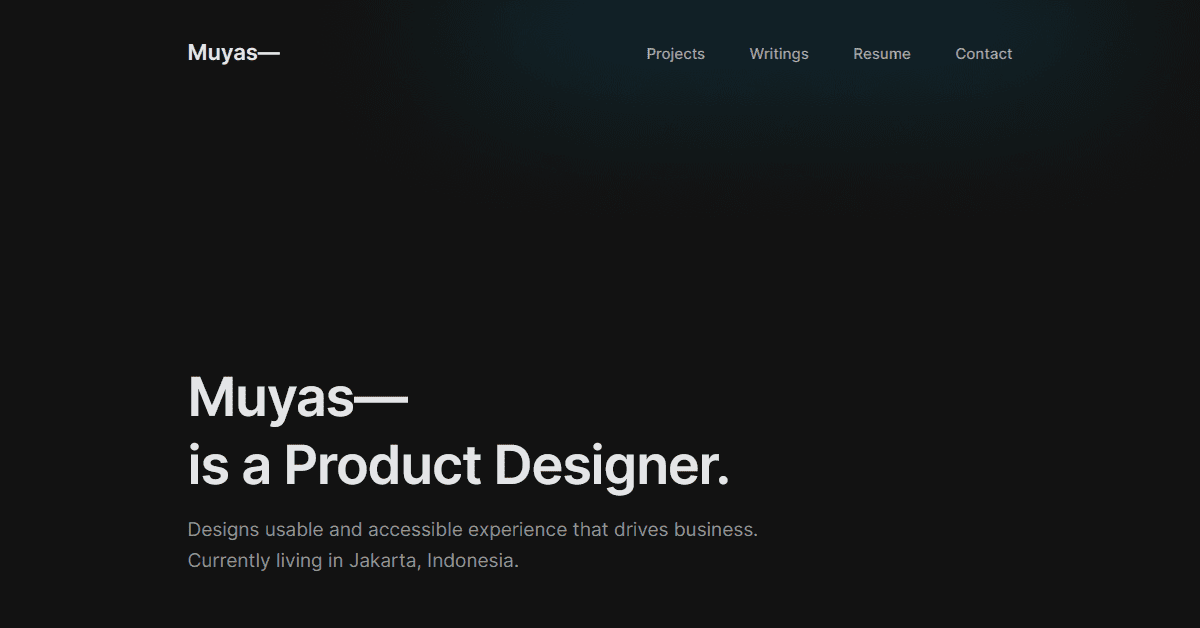 Muyas—
Projects Writings Resume Contact
Muyas—
is a Product Designer.
Designs usable and accessible experience that drives business.
Currently living in Jakarta, Indonesia.